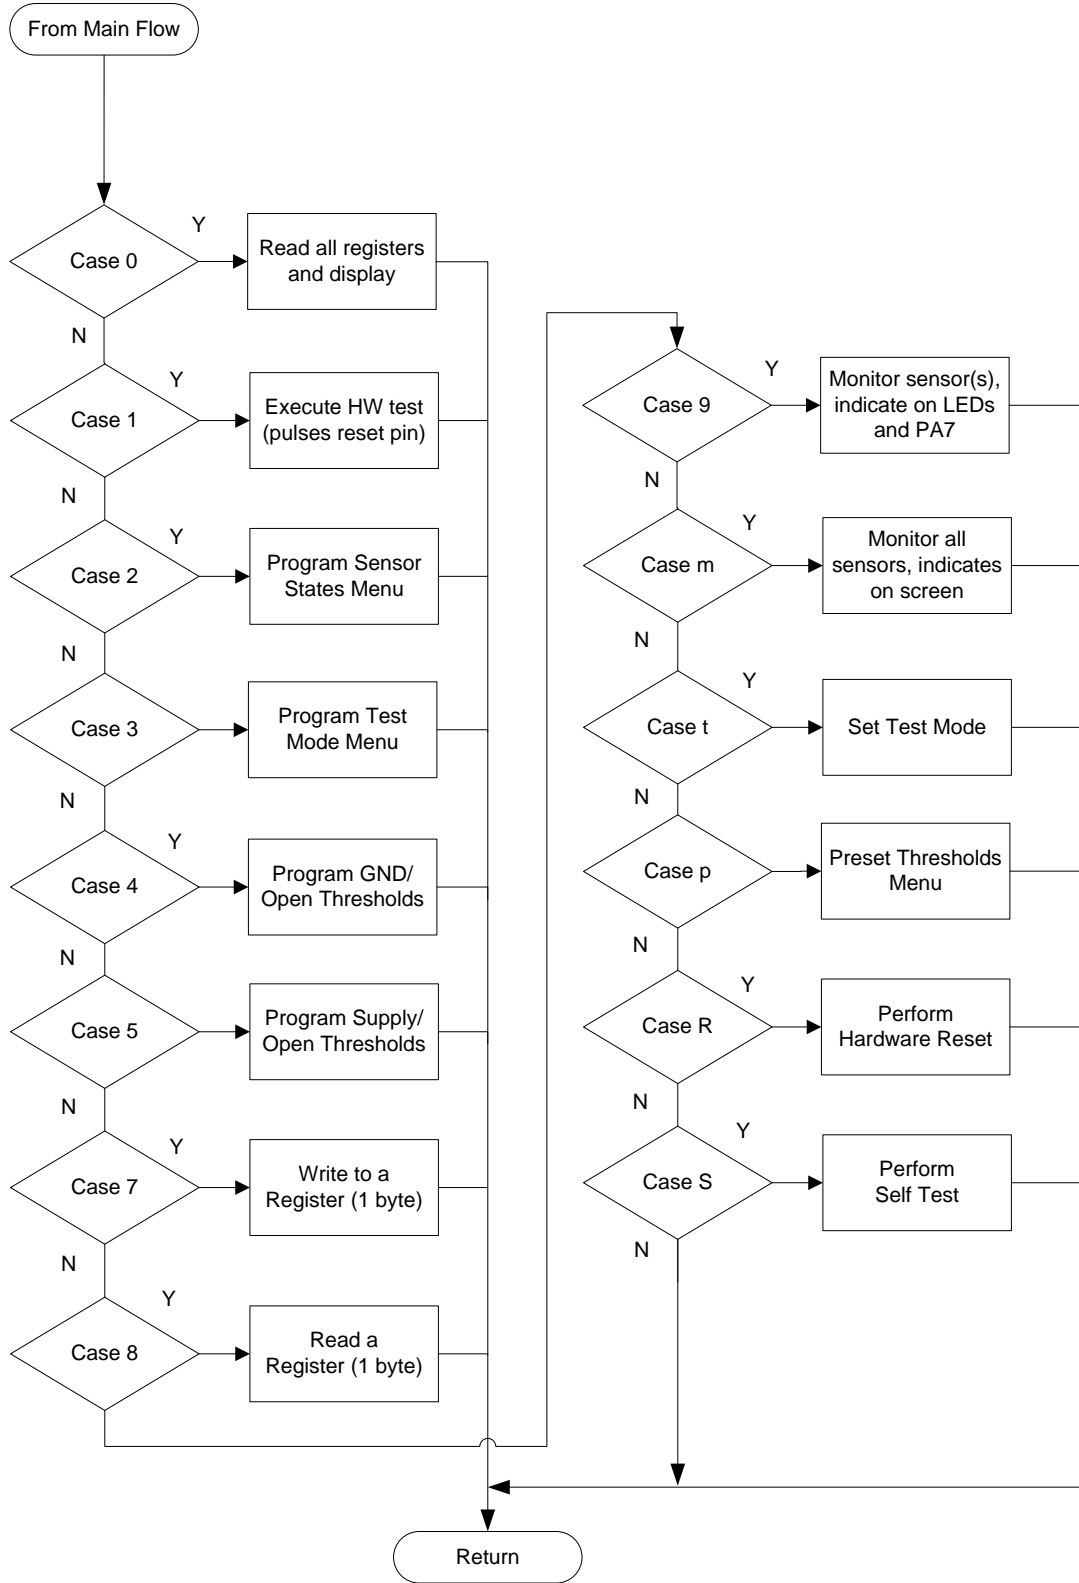 From Main Flow
Case 0
Y
Read all registers
and display
N
Case 1
Y
Execute HW test
(pulses reset pin)
N
Case 2
Y
Program Sensor
States Menu
N
Case 3
Program Test
Mode Menu
N
Case 4
Y
Program GND/
Open Thresholds
N
Case 5
Program Supply/
Open Thresholds
N
Case 7
Y
Write to a
Register (1 byte)
N
Case 8
Y
Read a
Register (1 byte)
Case 9
Y
Monitor sensor(s),
indicate on LEDs
and PA7
N
Case m
Y
Monitor all
sensors, indicates
on screen
N
Case t
Y
Set Test Mode
N
Case p
Preset Thresholds
Menu
N
Case R
Y
Perform
Hardware Reset
N
Case S
Y
Perform
Self Test
N
Return